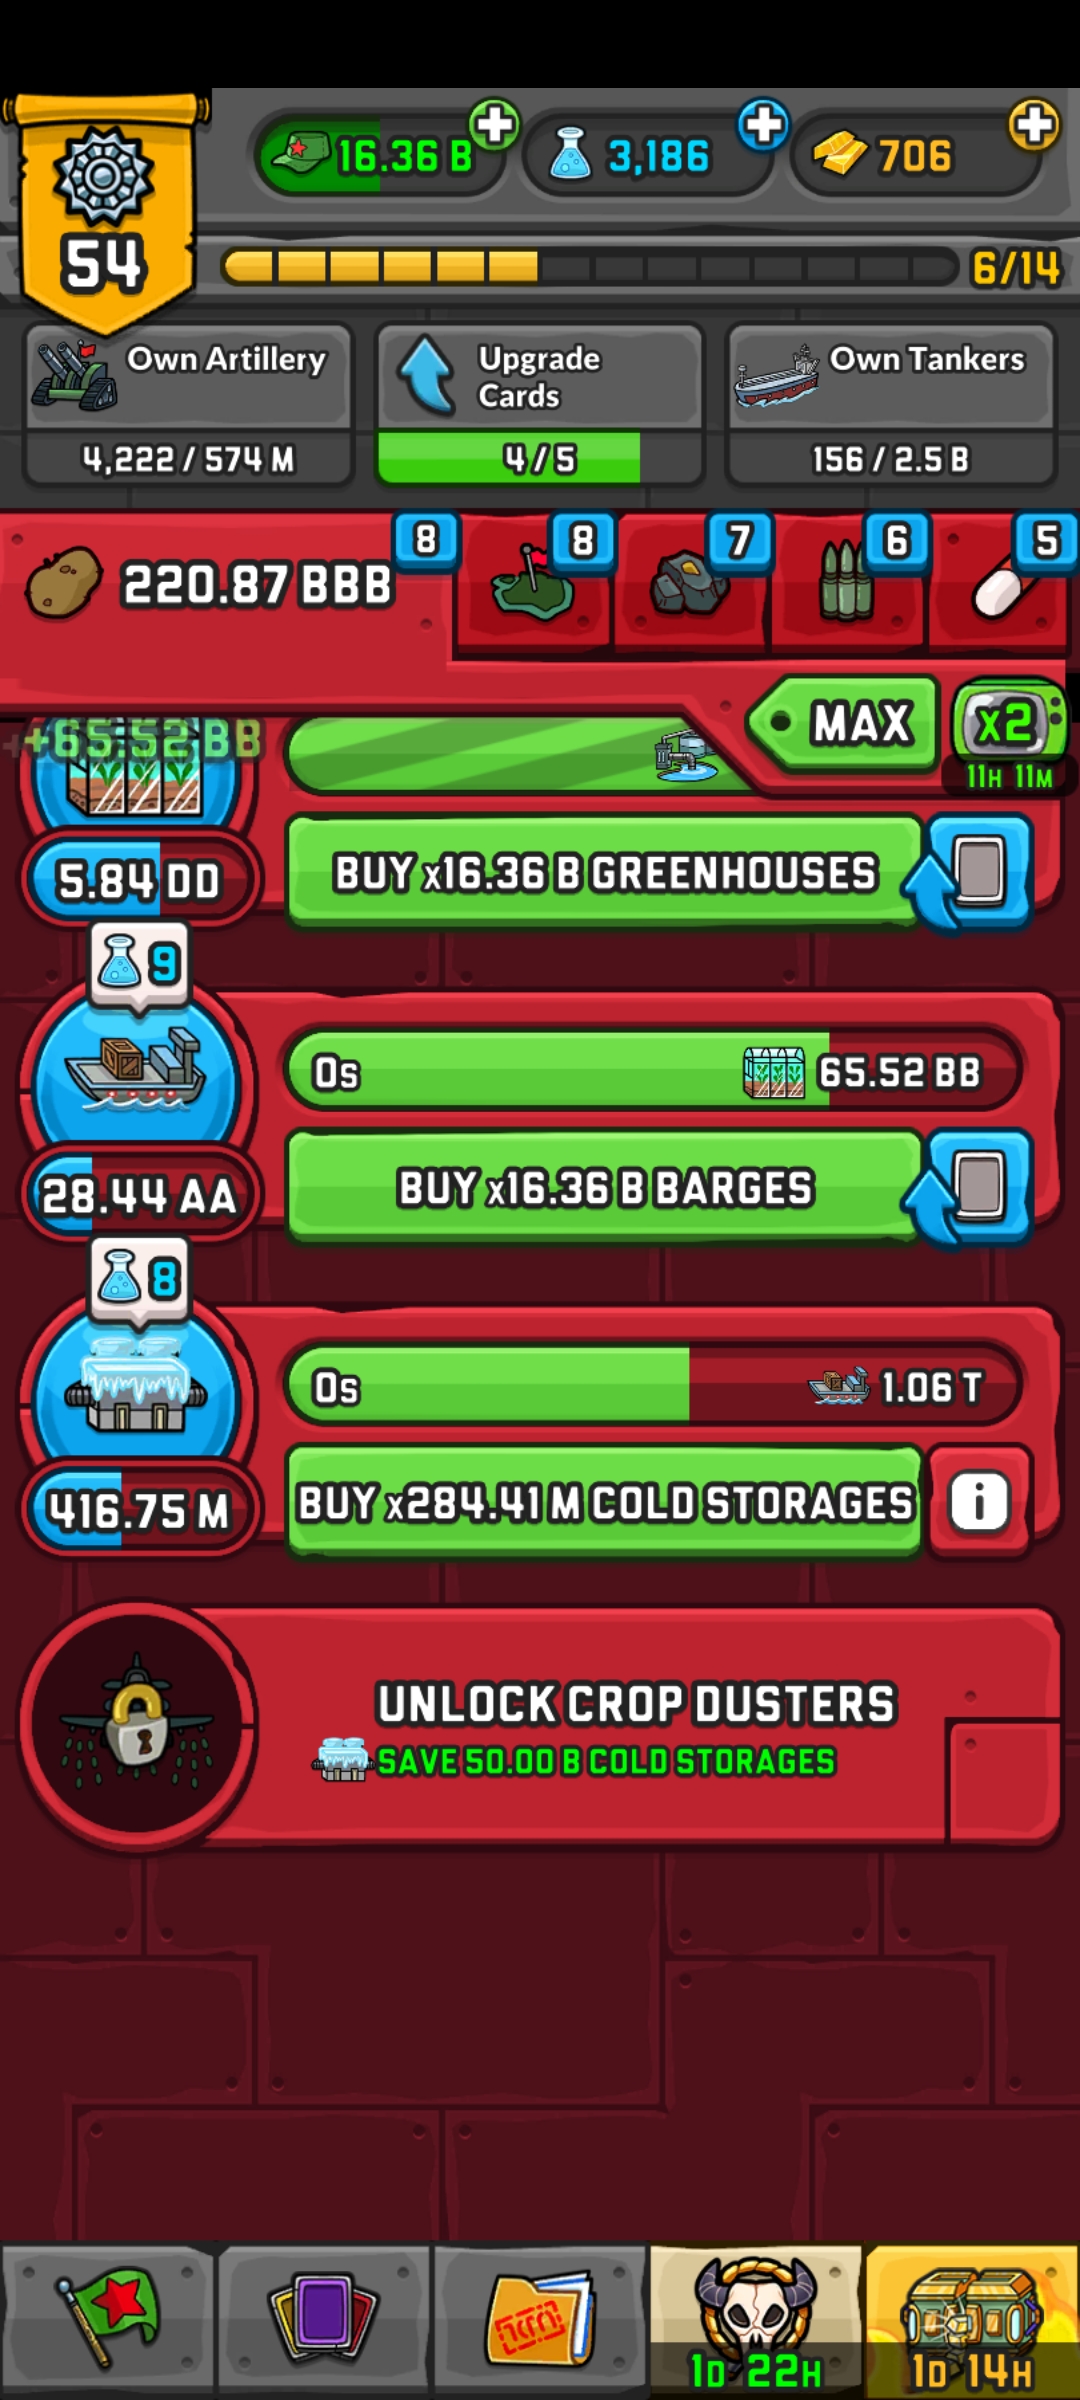 16.36 B
3,186
706
54
6/14
Own Artillery
4,222 / 574 M
Upgrade
Cards
4 / 5
Own Tankers
156 / 2.5 B
220.87 BBB
8
8
7
6
5
MAX
x2
11H 11M
+65.52 BB
5.84 DD
BUY x16.36 B GREENHOUSES
9
0s
65.52 BB
28.44 AA
BUY x16.36 B BARGES
8
0s
1.06 T
416.75 M
BUY x284.41 M COLD STORAGES
i
UNLOCK CROP DUSTERS
SAVE 50.00 B COLD STORAGES
1D 22H
1D 14H